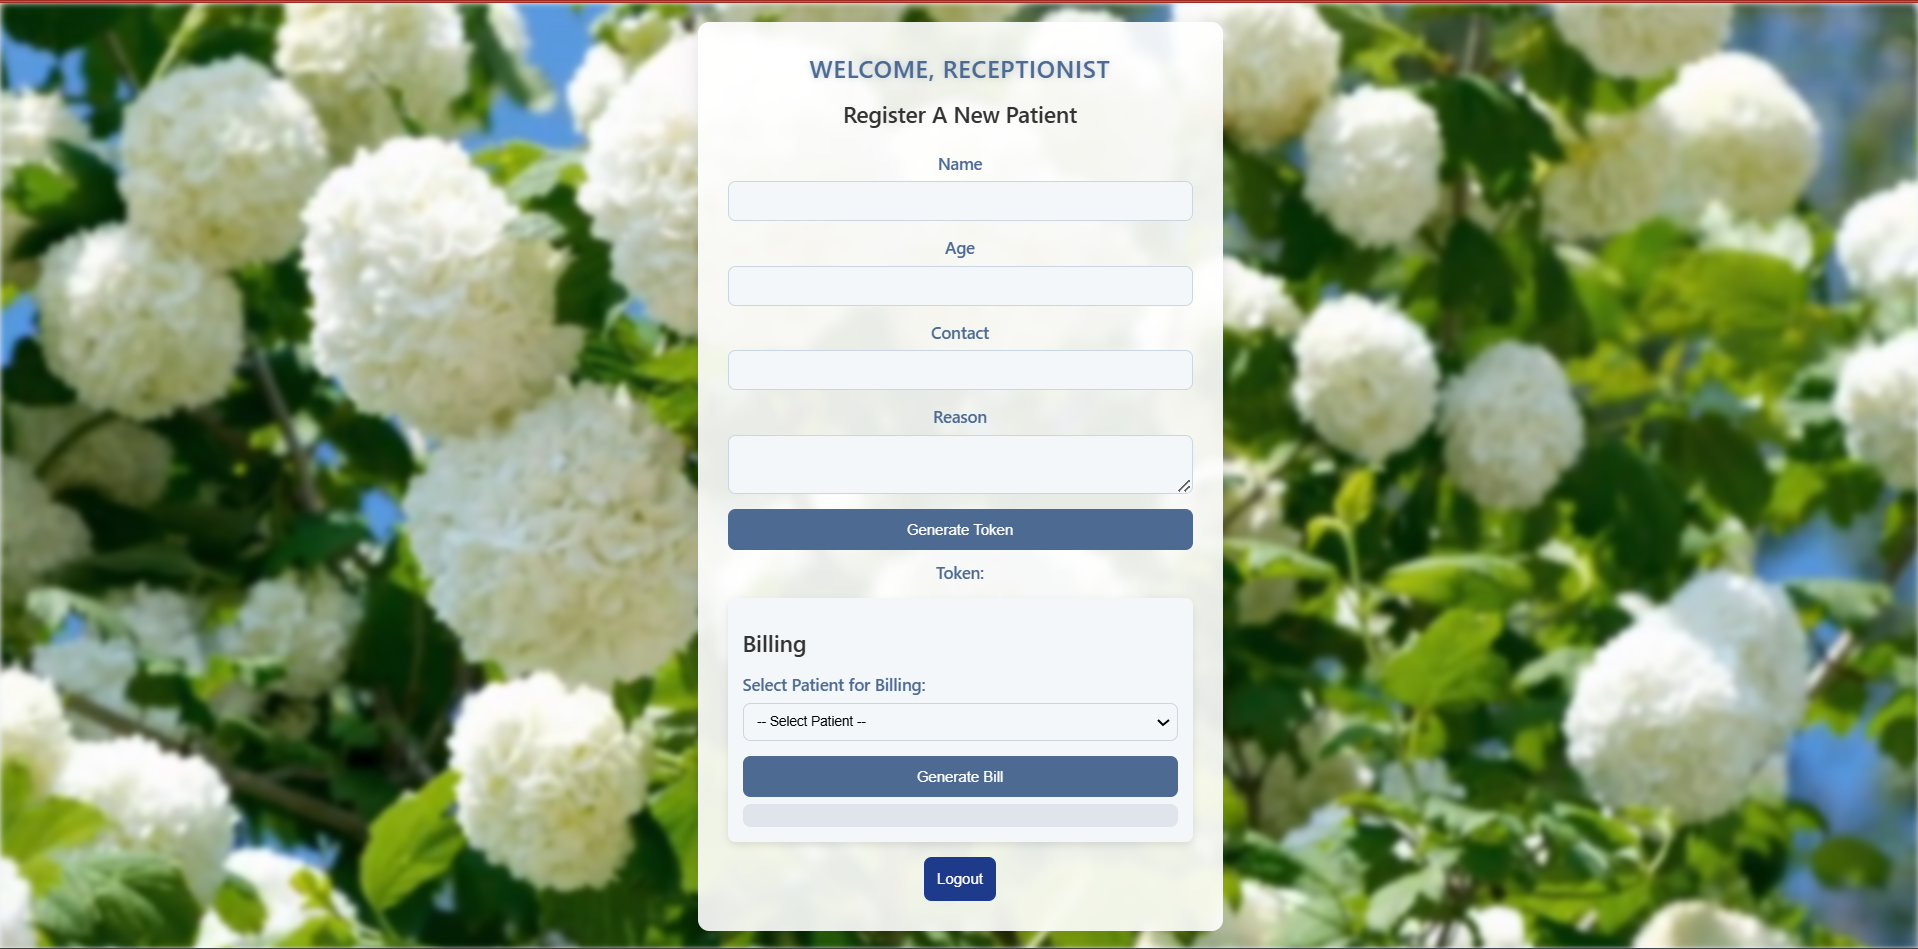 WELCOME, RECEPTIONIST
Register A New Patient
Name
Age
Contact
Reason
Generate Token
Token:
Billing
Select Patient for Billing:
-- Select Patient --
Generate Bill
Logout